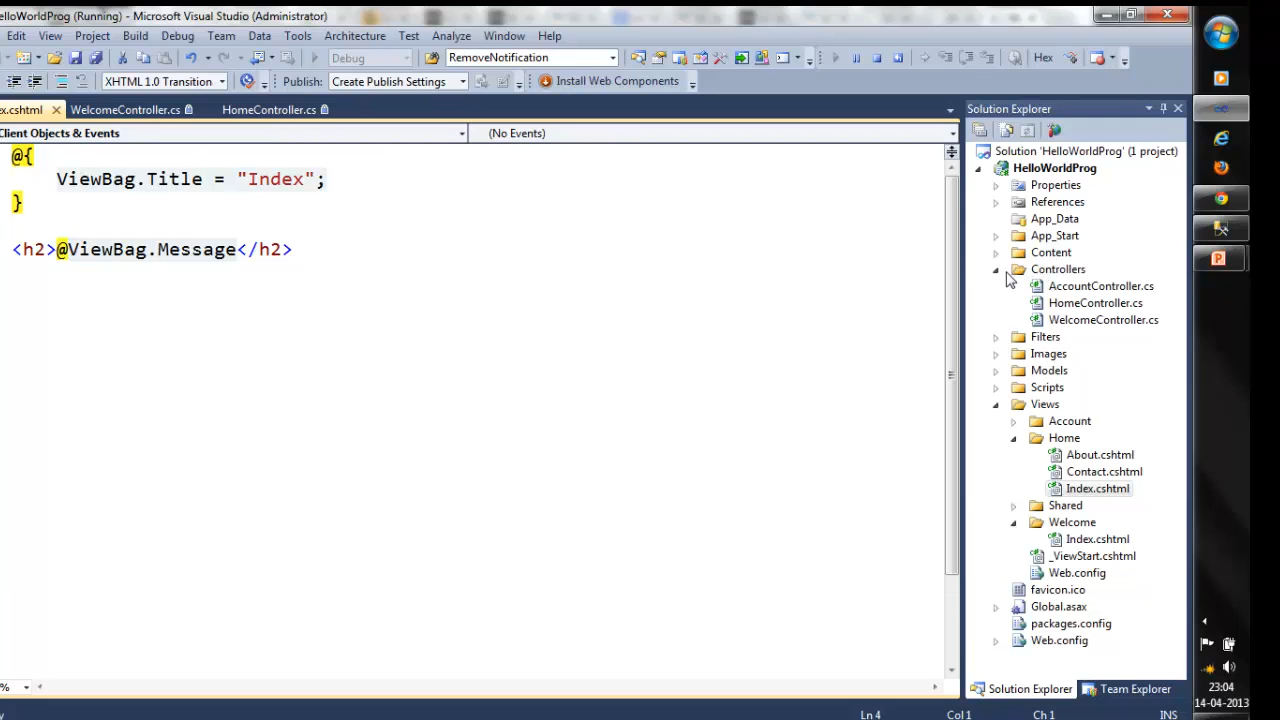 elloWorldProg (Running) - Microsoft Visual Studio (Administrator)
Edit View Project Build Debug Team Data Tools Architecture Test Analyze Window Help
Debug RemoveNotification Hex
XHTML 1.0 Transition Publish: Create Publish Settings Install Web Components
ex.cshtml WelcomeController.cs HomeController.cs
Client Objects & Events (No Events)
@{
ViewBag.Title = "Index";
}
<h2>@ViewBag.Message</h2>
% 
Solution Explorer
Solution 'HelloWorldProg' (1 project)
HelloWorldProg
Properties
References
App_Data
App_Start
Content
Controllers
AccountController.cs
HomeController.cs
WelcomeController.cs
Filters
Images
Models
Scripts
Views
Account
Home
About.cshtml
Contact.cshtml
Index.cshtml
Shared
Welcome
Index.cshtml
_ViewStart.cshtml
Web.config
favicon.ico
Global.asax
packages.config
Web.config
Solution Explorer Team Explorer
Ln 4 Col 1 Ch 1 INS
23:04
14-04-2013